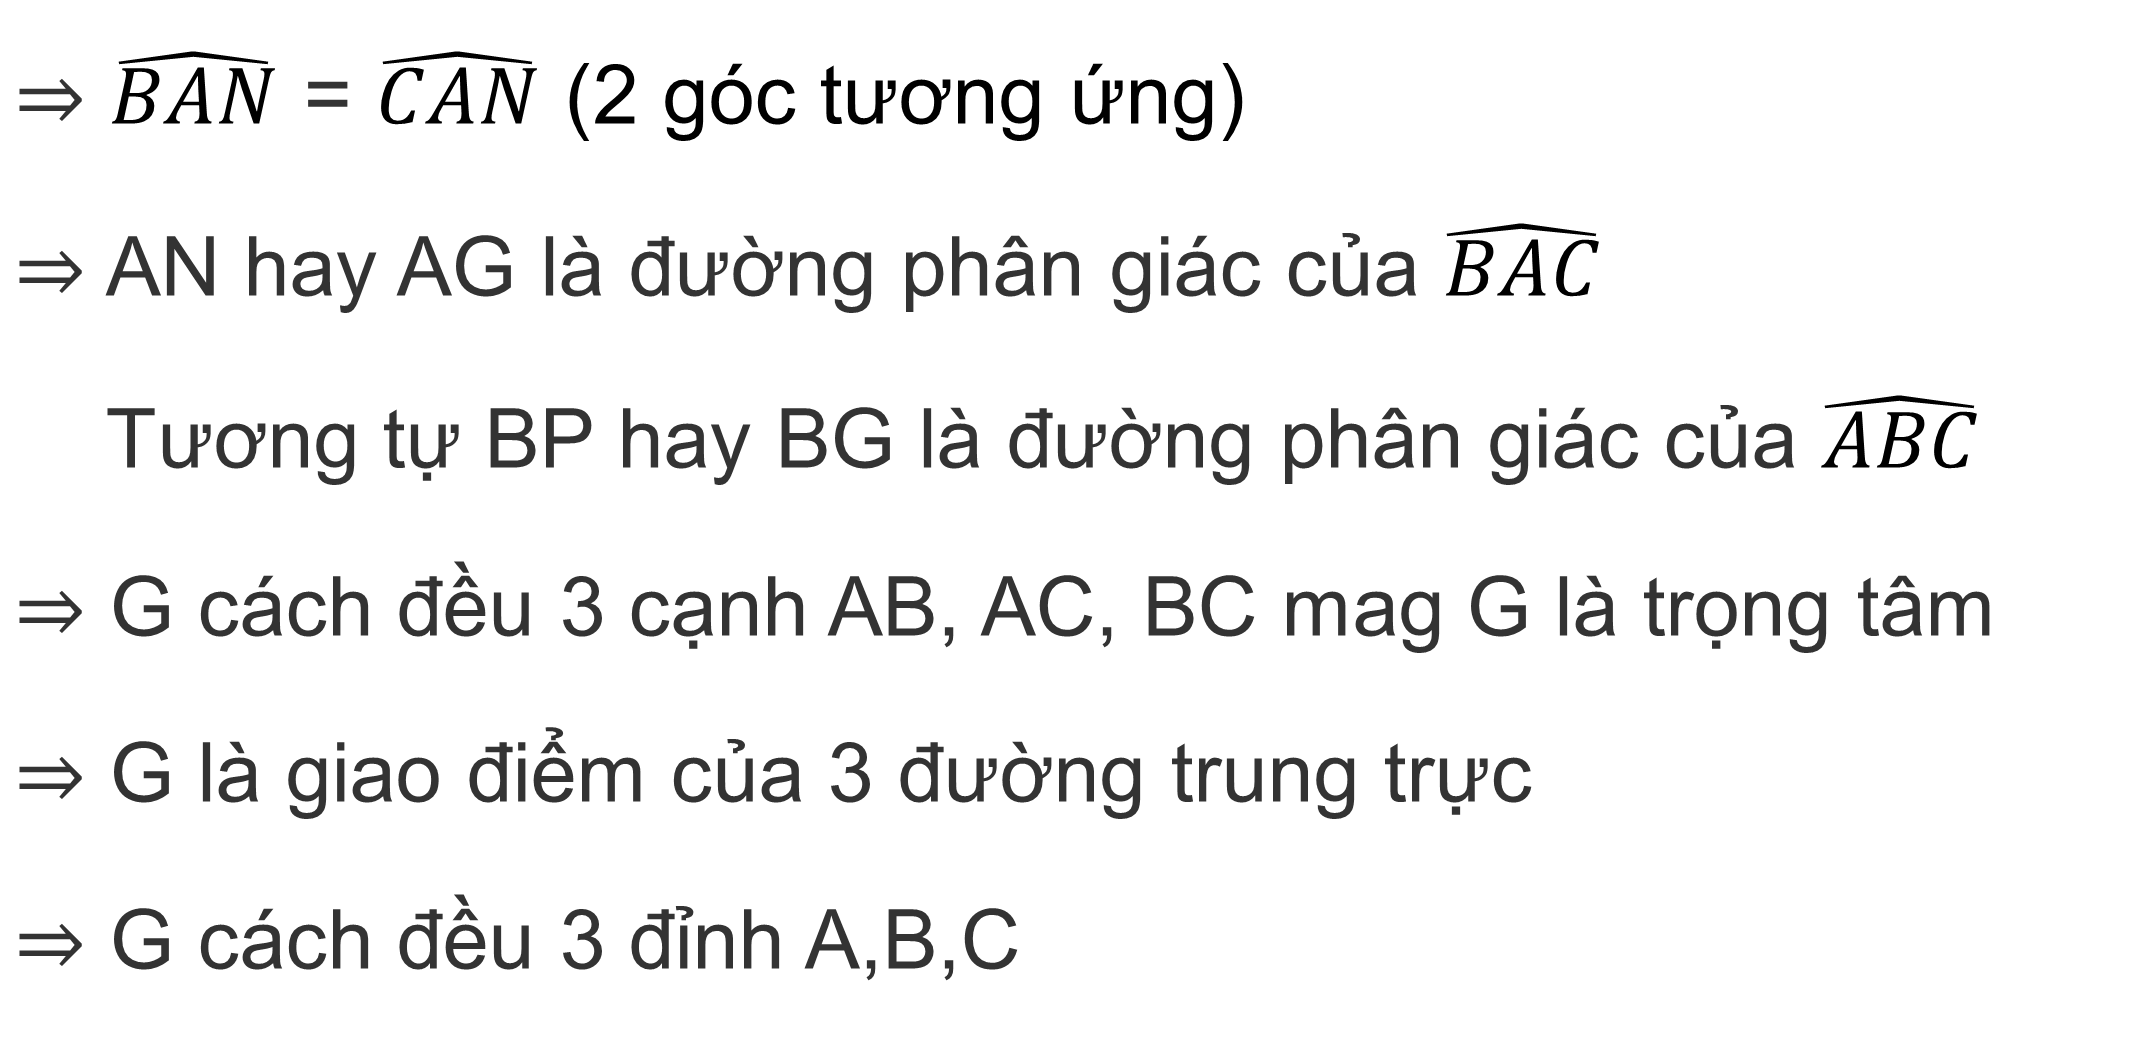 ⇒ $\widehat{BAN}$ = $\widehat{CAN}$ (2 góc tương ứng)
⇒ AN hay AG là đường phân giác của $\widehat{BAC}$
Tương tự BP hay BG là đường phân giác của $\widehat{ABC}$
⇒ G cách đều 3 cạnh AB, AC, BC mag G là trọng tâm
⇒ G là giao điểm của 3 đường trung trực
⇒ G cách đều 3 đỉnh A,B,C